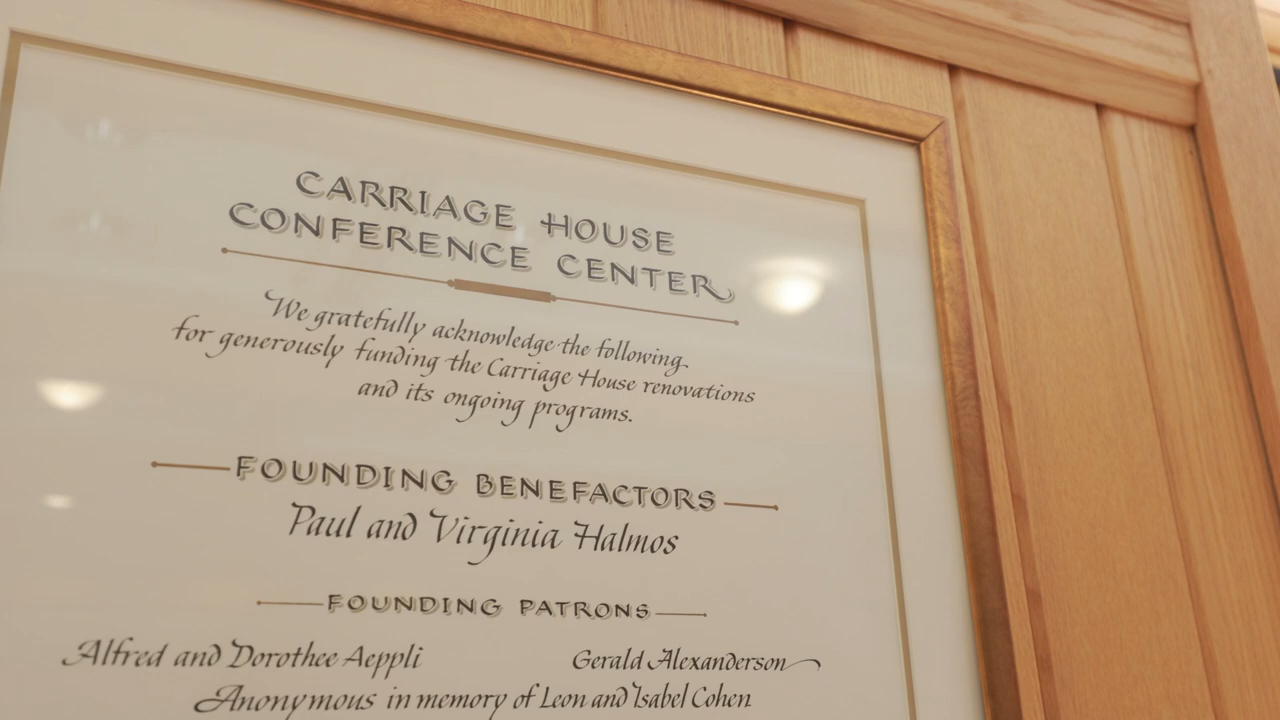 CARRIAGE HOUSE
CONFERENCE CENTER
We gratefully acknowledge the following
for generously funding the Carriage House renovations
and its ongoing programs.
FOUNDING BENEFACTORS
Paul and Virginia Halmos
FOUNDING PATRONS
Alfred and Dorothee Aeppli Gerald Alexanderson
Anonymous in memory of Leon and Isabel Cohen